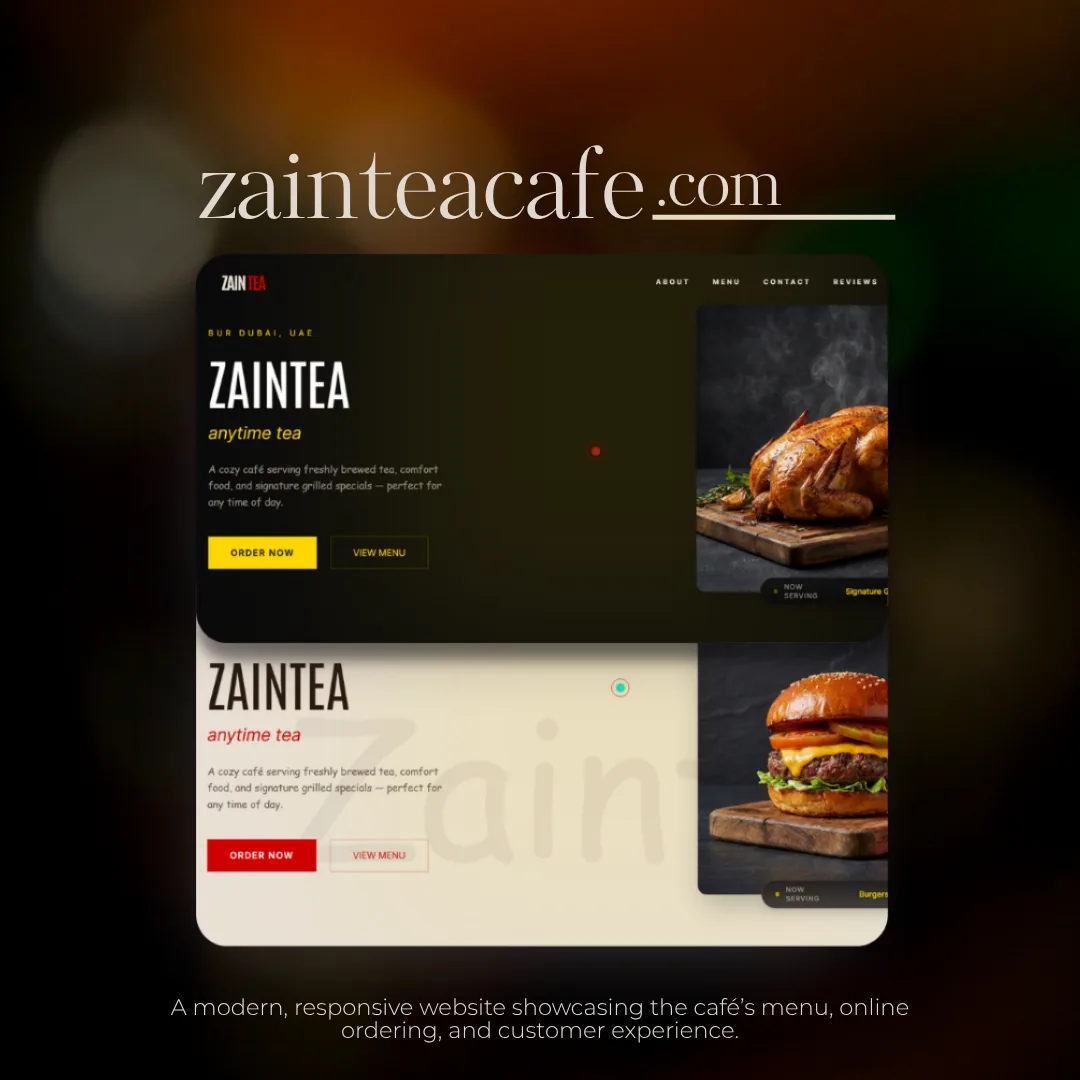 zainteacafe.com
ZAINTEA
ABOUT MENU CONTACT REVIEWS
BUR DUBAI, UAE
ZAINTEA
anytime tea
A cozy café serving freshly brewed tea, comfort
food, and signature grilled specials — perfect for
any time of day.
ORDER NOW VIEW MENU
NOW
SERVING
Signature G
ZAINTEA
anytime tea
Zain
A cozy café serving freshly brewed tea, comfort
food, and signature grilled specials — perfect for
any time of day.
ORDER NOW VIEW MENU
NOW
SERVING
Burgers
A modern, responsive website showcasing the café’s menu, online
ordering, and customer experience.